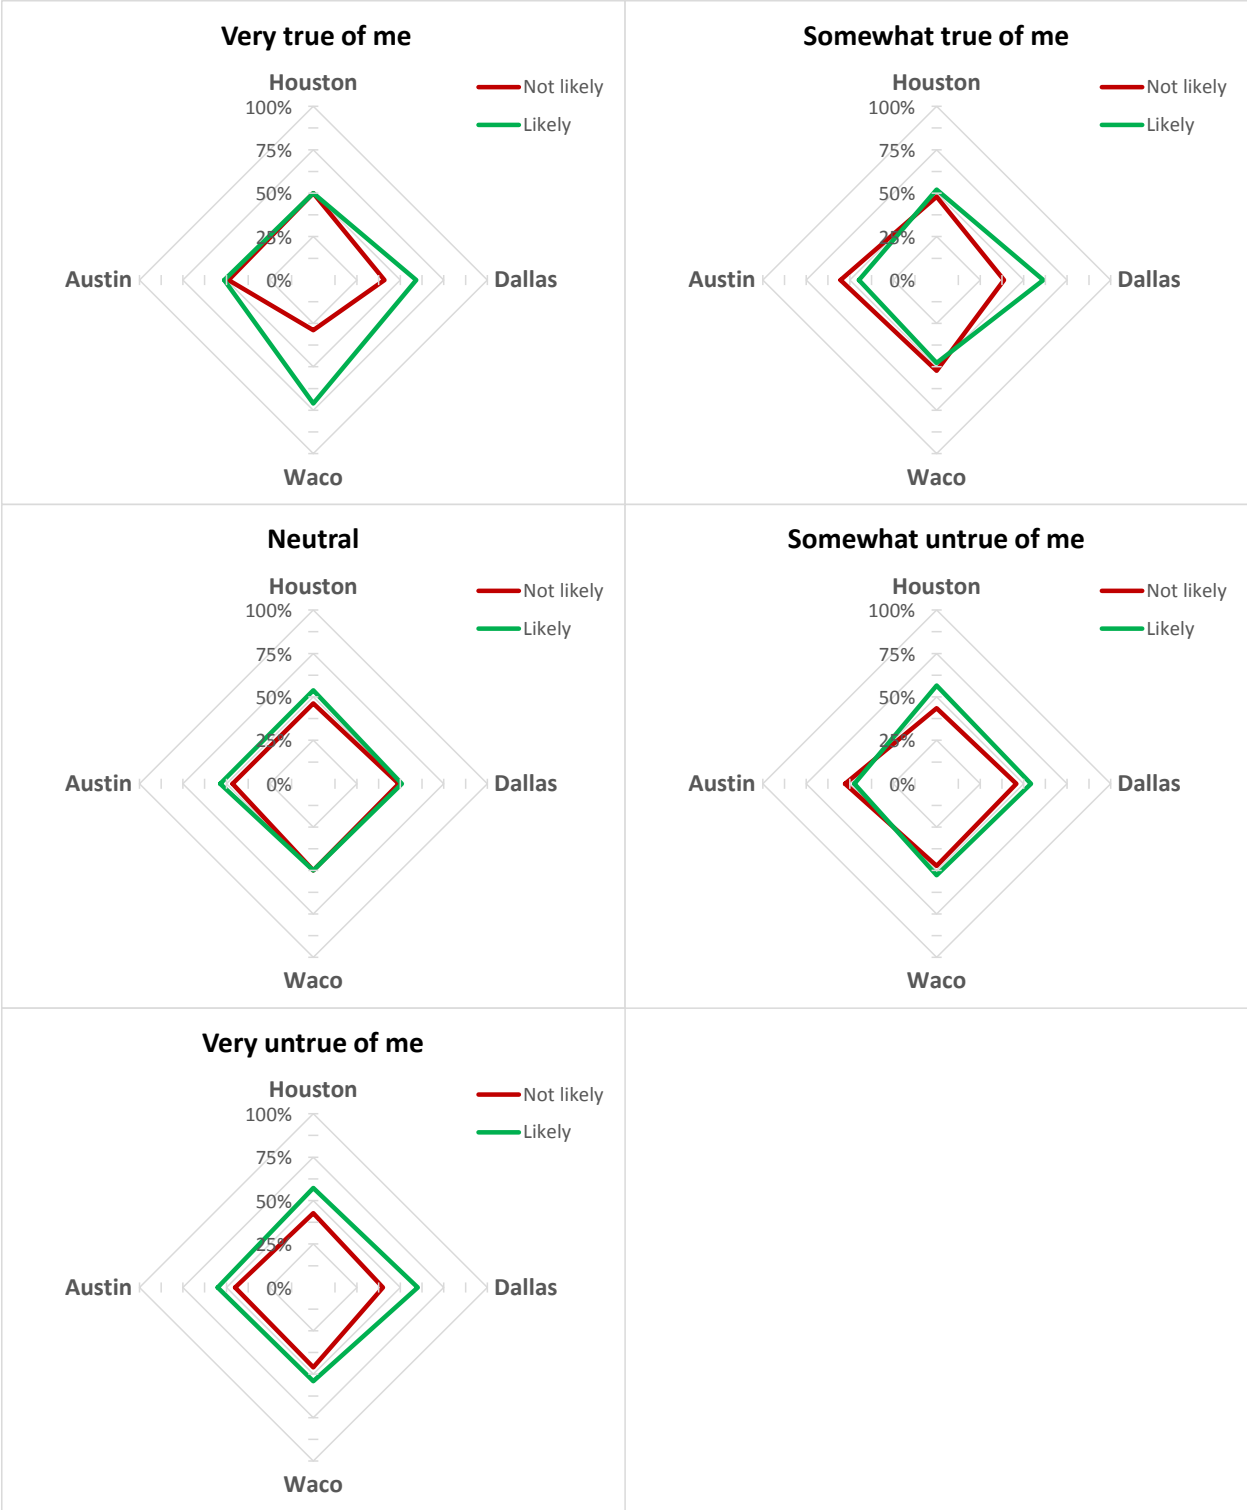 Very true of me
Houston
Not likely
100%
Likely
75%
50%
25%
Austin
0%
Dallas
Waco
Somewhat true of me
Houston
Not likely
100%
Likely
75%
50%
25%
Austin
0%
Dallas
Waco
Neutral
Houston
Not likely
100%
Likely
75%
50%
25%
Austin
0%
Dallas
Waco
Somewhat untrue of me
Houston
Not likely
100%
Likely
75%
50%
25%
Austin
0%
Dallas
Waco
Very untrue of me
Houston
Not likely
100%
Likely
75%
50%
25%
Austin
0%
Dallas
Waco